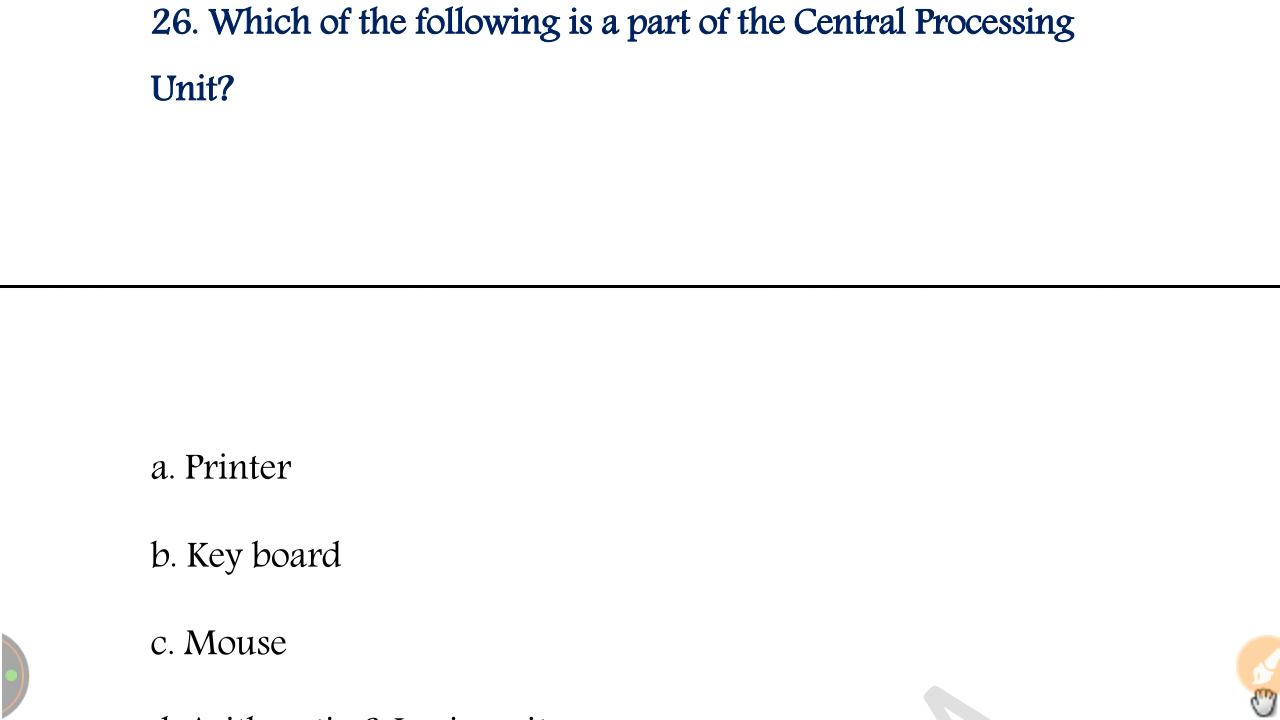 26. Which of the following is a part of the Central Processing
Unit?
a. Printer
b. Key board
c. Mouse